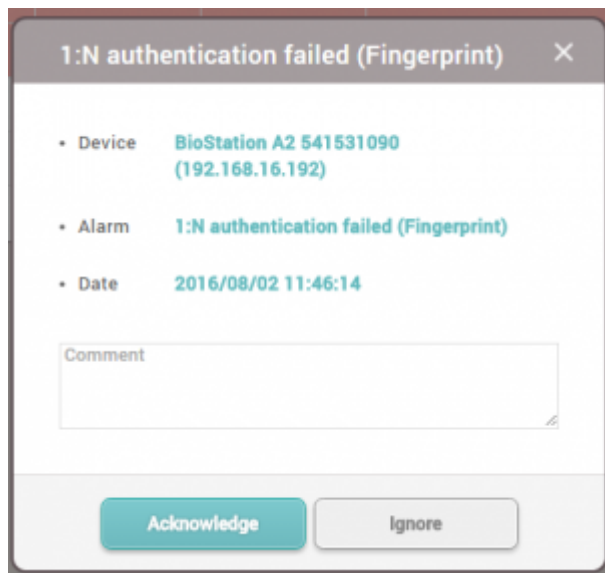 1:N authentication failed (Fingerprint)
• Device BioStation A2 541531090
(192.168.16.192)
• Alarm 1:N authentication failed (Fingerprint)
• Date 2016/08/02 11:46:14
Comment
Acknowledge Ignore